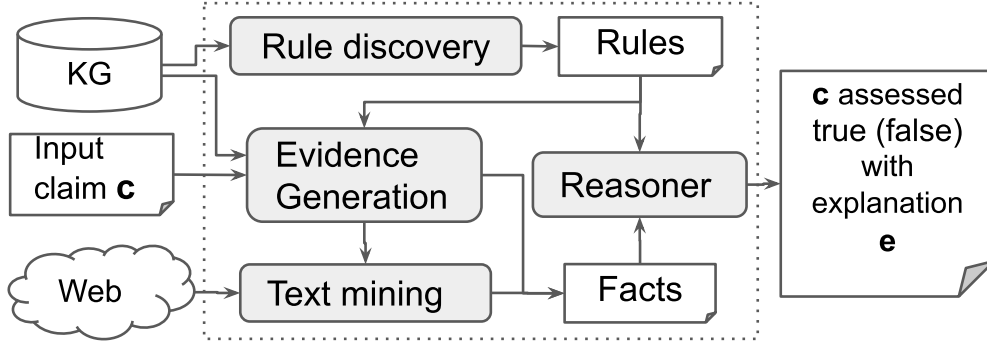 KG
Rule discovery
Rules
Input
claim c
Evidence
Generation
Reasoner
Web
Text mining
Facts
c assessed
true (false)
with
explanation
e